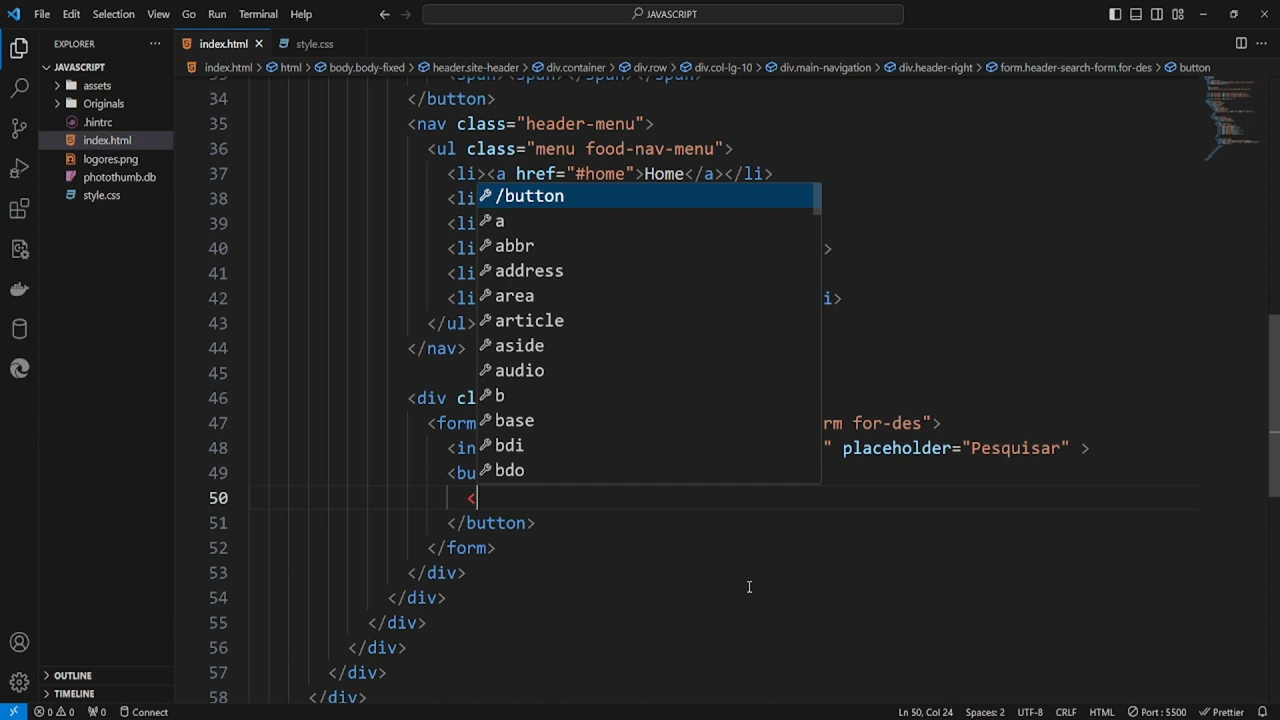 File Edit Selection View Go Run Terminal Help
JAVASCRIPT
EXPLORER
index.html
style.css
JAVASCRIPT
index.html > html > body.body-fixed > header.site-header > div.container > div.row > div.col-lg-10 > div.main-navigation > div.header-right > form.header-search-form.for-des > button
assets
Originals
.hintrc
index.html
logores.png
photothumb.db
style.css
34 </button>
35 <nav class="header-menu">
36 <ul class="menu food-nav-menu">
37 <li><a href="#home">Home</a></li>
38 <li
39 <li
40 <li >
41 <li
42 <li i>
43 </ul>
44 </nav>
45
46 <div cl
47 <form rm for-des">
48 <in " placeholder="Pesquisar" >
49 <bu
50 <
51 </button>
52 </form>
53 </div>
54 </div>
55 </div>
56 </div>
57 </div>
58 </div>
/button
a
abbr
address
area
article
aside
audio
b
base
bdi
bdo
OUTLINE
TIMELINE
0 0 0 Connect
Ln 50, Col 24 Spaces: 2 UTF-8 CRLF HTML Port : 5500 Prettier